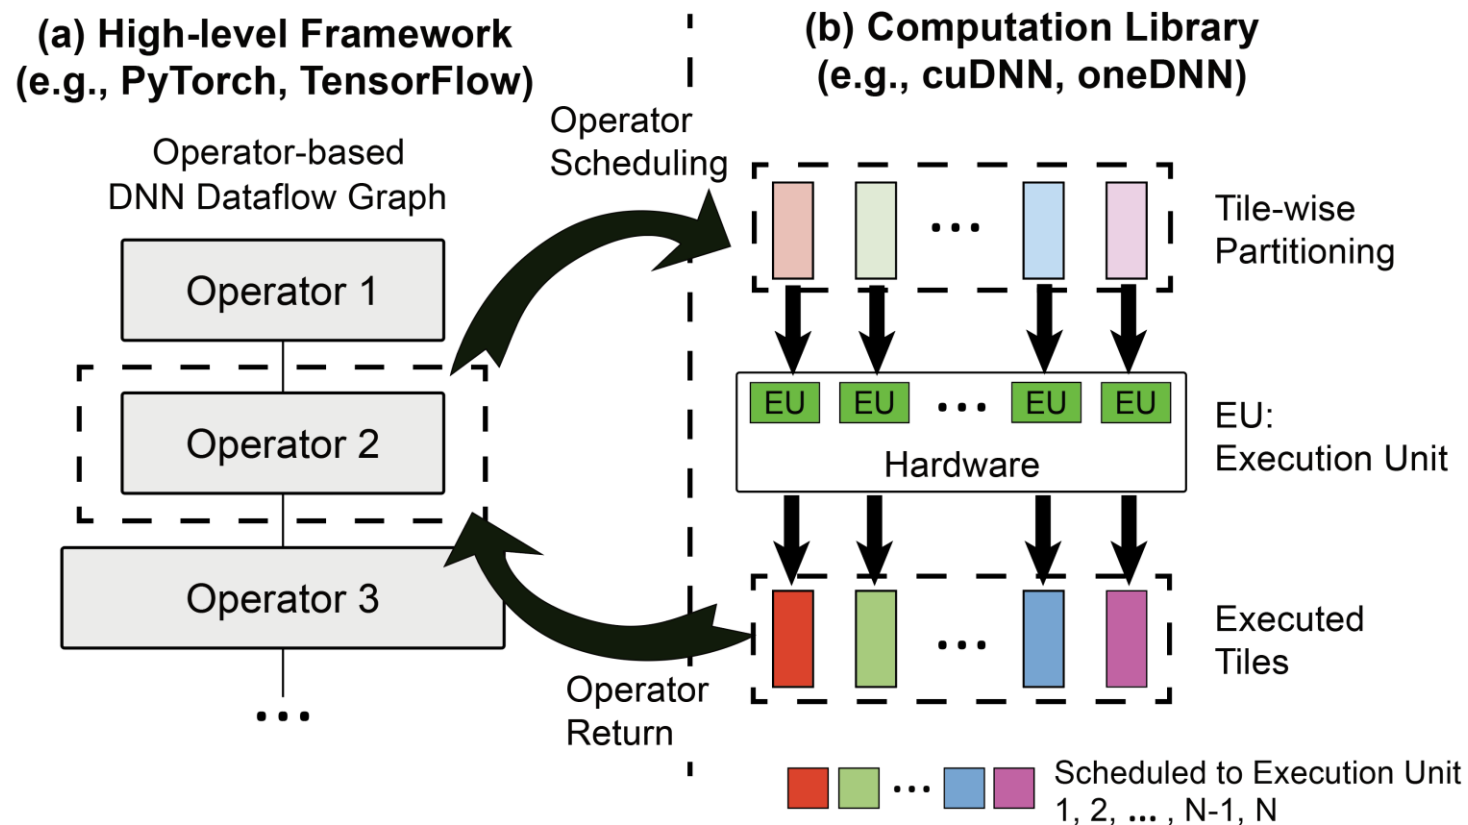 (a) High-level Framework
(e.g., PyTorch, TensorFlow)
Operator-based
DNN Dataflow Graph
Operator 1
Operator 2
Operator 3
...
Operator
Scheduling
Operator
Return
(b) Computation Library
(e.g., cuDNN, oneDNN)
...
Tile-wise
Partitioning
EU EU ... EU EU
Hardware
EU:
Execution Unit
...
Executed
Tiles
... Scheduled to Execution Unit
1, 2, ... , N-1, N